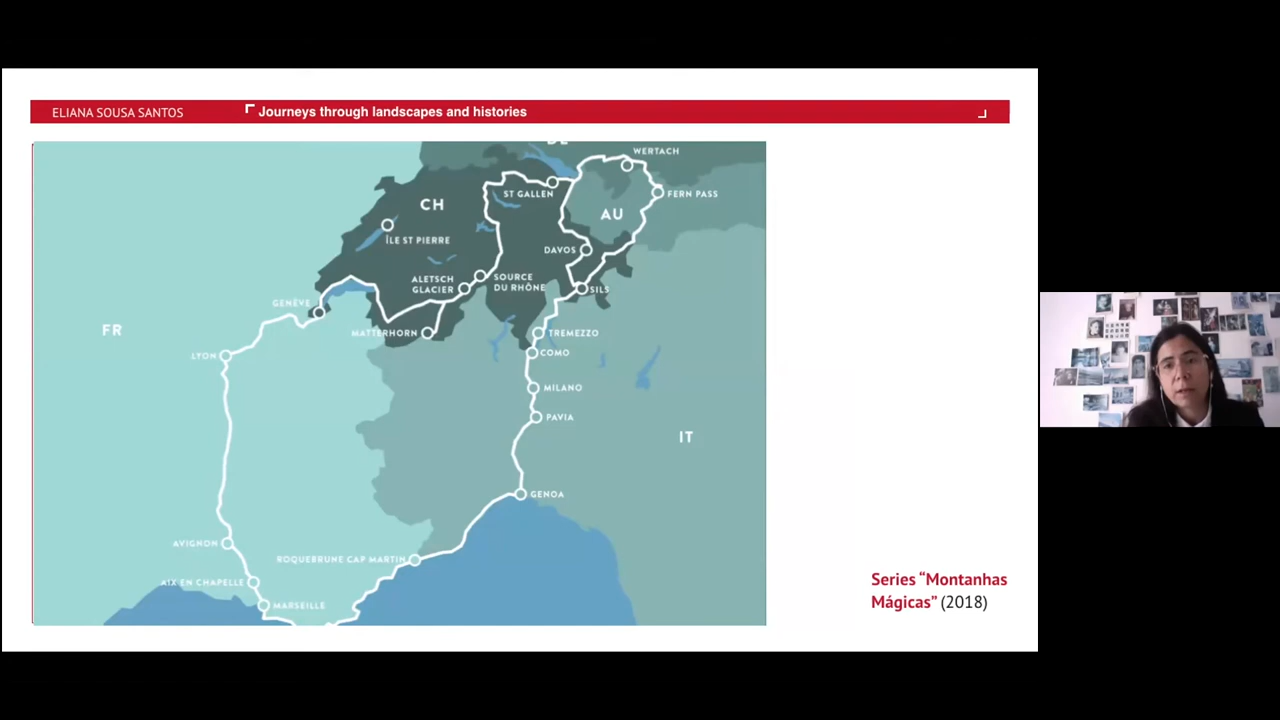 ELIANA SOUSA SANTOS
Journeys through landscapes and histories
DE
WERTACH
ST GALLEN
FERN PASS
CH
AU
ÎLE ST PIERRE
DAVOS
ALETSCH
GLACIER
SOURCE
DU RHÔNE
SILS
GENÈVE
FR
MATTERHORN
TREMEZZO
LYON
COMO
MILANO
PAVIA
IT
GENOA
AVIGNON
ROQUEBRUNE CAP MARTIN
AIX EN CHAPELLE
MARSEILLE
Series “Montanhas
Mágicas” (2018)